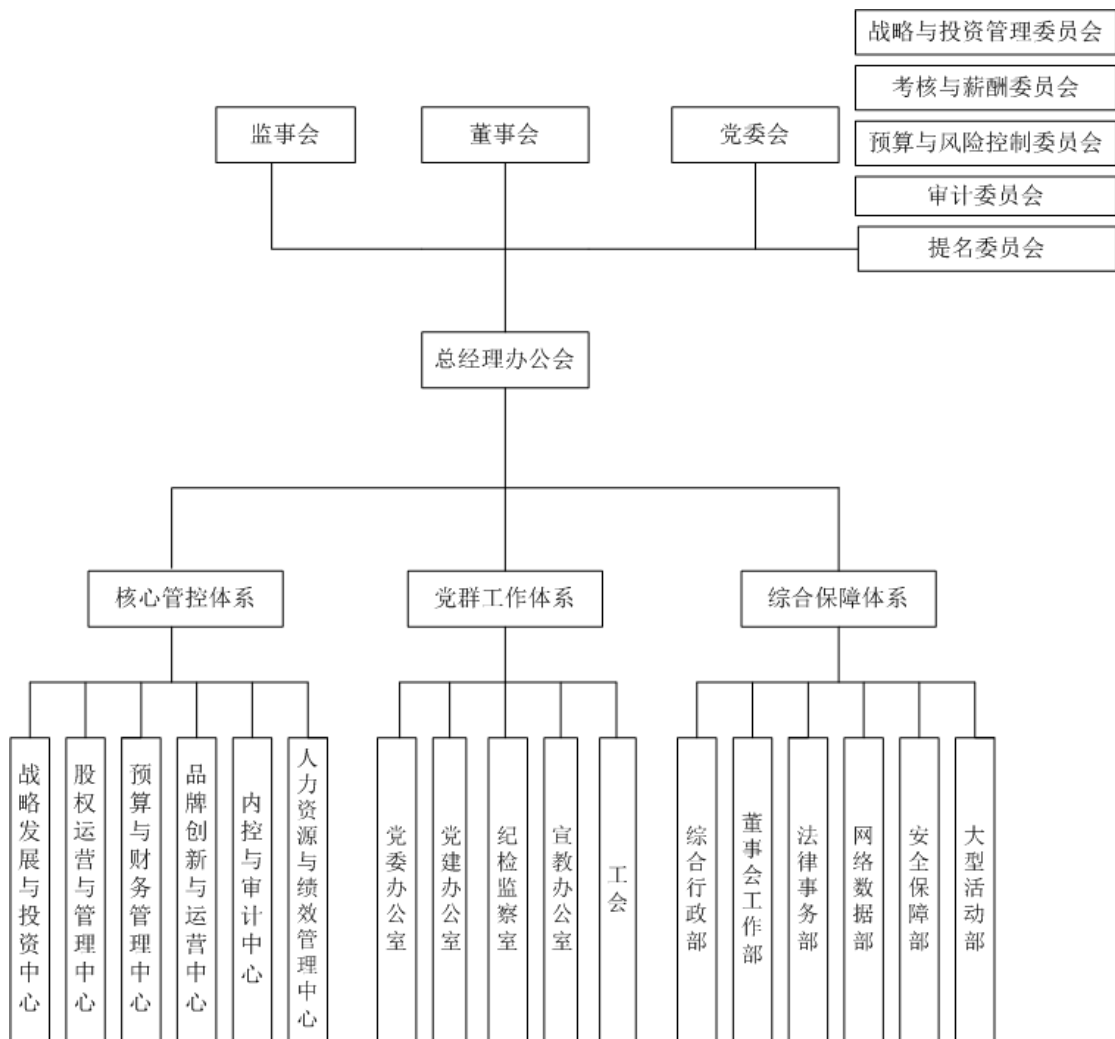 战略与投资管理委员会
考核与薪酬委员会
监事会
董事会
党委会
预算与风险控制委员会
审计委员会
提名委员会
总经理办公会
核心管控体系
党群工作体系
综合保障体系
战略发展与投资中心
股权运营与管理中心
预算与财务管理中心
品牌创新与运营中心
内控与审计中心
人力资源与绩效管理中心
党委办公室
党建办公室
纪检监察室
宣教办公室
工会
综合行政部
董事会工作部
法律事务部
网络数据部
安全保障部
大型活动部